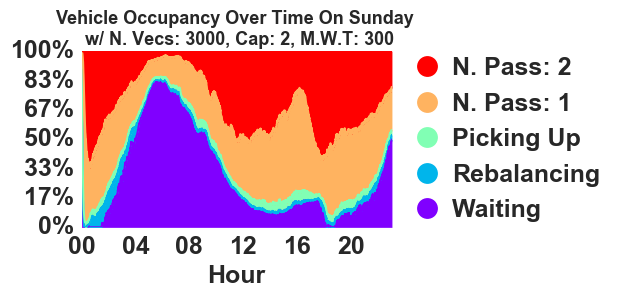 Vehicle Occupancy Over Time On Sunday
w/ N. Vecs: 3000, Cap: 2, M.W.T: 300
100%
83%
67%
50%
33%
17%
0%
00 04 08 12 16 20
Hour
N. Pass: 2
N. Pass: 1
Picking Up
Rebalancing
Waiting